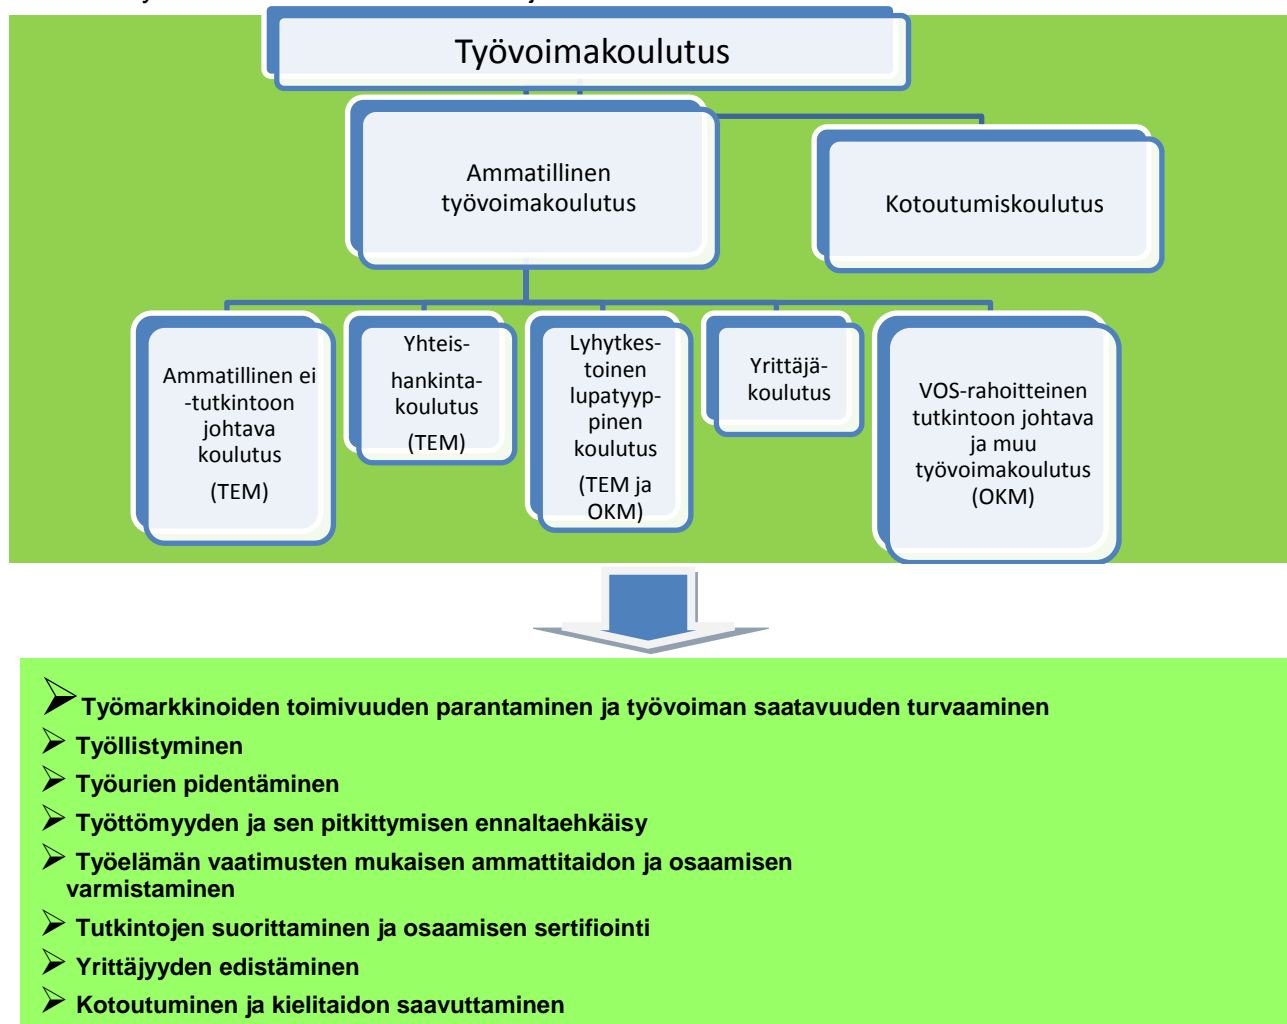 Työvoimakoulutus
Ammatillinen
työvoimakoulutus
Kotoutumiskoulutus
Ammatillinen ei
-tutkintoon
johtava
koulutus
(TEM)
Yhteis-
hankinta-
koulutus
(TEM)
Lyhytkes-
toinen
lupatyyp-
pinen
koulutus
(TEM ja
OKM)
Yrittäjä-
koulutus
VOS-rahoitteinen
tutkintoon johtava
ja muu
työvoimakoulutus
(OKM)
Työmarkkinoiden toimivuuden parantaminen ja työvoiman saatavuuden turvaaminen
Työllistyminen
Työurien pidentäminen
Työttömyyden ja sen pitkittymisen ennaltaehkäisy
Työelämän vaatimusten mukaisen ammattitaidon ja osaamisen
varmistaminen
Tutkintojen suorittaminen ja osaamisen sertifiointi
Yrittäjyyden edistäminen
Kotoutuminen ja kielitaidon saavuttaminen